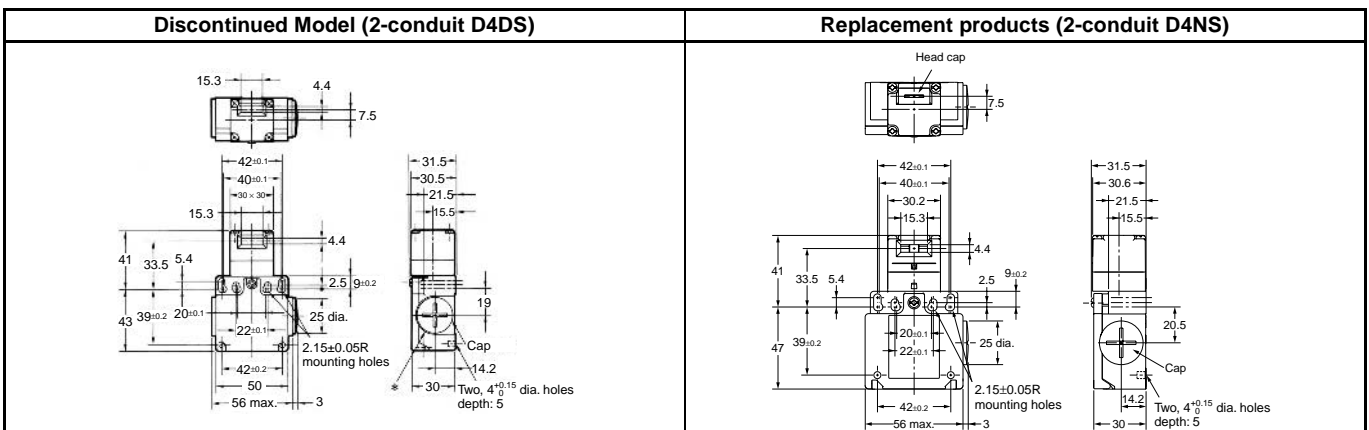 Discontinued Model (2-conduit D4DS)
Replacement products (2-conduit D4NS)
15.3
4.4
7.5
42±0.1
40±0.1
30 × 30
15.3
4.4
41
33.5
5.4
2.5
9±0.2
43
39±0.2
20±0.1
22±0.1
25 dia.
2.15±0.05R
mounting holes
42±0.2
50
56 max.
3
31.5
30.5
21.5
15.5
19
Cap
14.2
*
30
Two, 4 +0.15 0 dia. holes
depth: 5
Head cap
7.5
42±0.1
40±0.1
30.2
15.3
4.4
41
33.5
5.4
2.5
9±0.2
47
39±0.2
20±0.1
22±0.1
25 dia.
2.15±0.05R
mounting holes
42±0.2
56 max.
3
31.5
30.6
21.5
15.5
20.5
Cap
14.2
30
Two, 4 +0.15 0 dia. holes
depth: 5